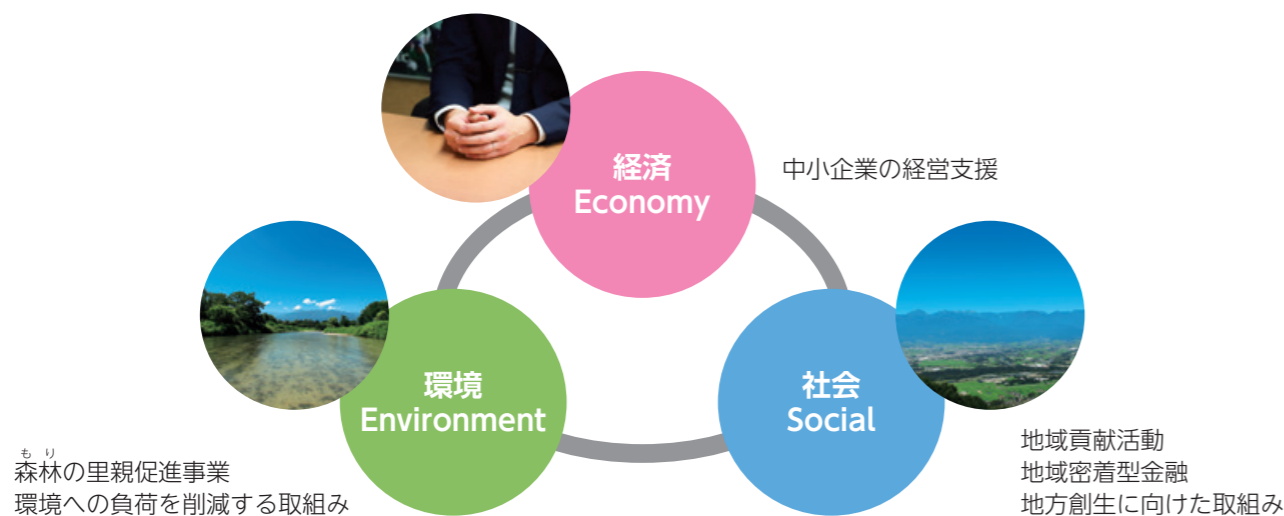 経済
Economy
中小企業の経営支援
環境
Environment
社会
Social
もり
森林の里親促進事業
環境への負荷を削減する取組み
地域貢献活動
地域密着型金融
地方創生に向けた取組み